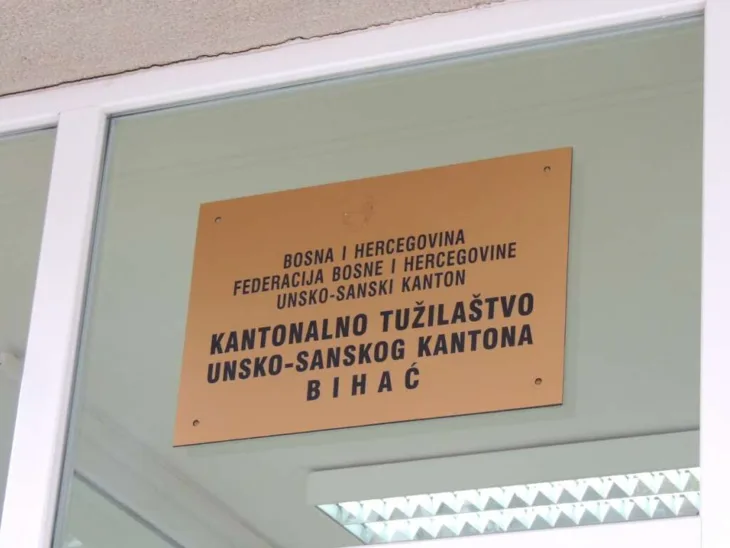 BOSNA I HERCEGOVINA
FEDERACIJA BOSNE I HERCEGOVINE
UNSKO-SANSKI KANTON
KANTONALNO TUŽILAŠTVO
UNSKO-SANSKOG KANTONA
BIHAĆ